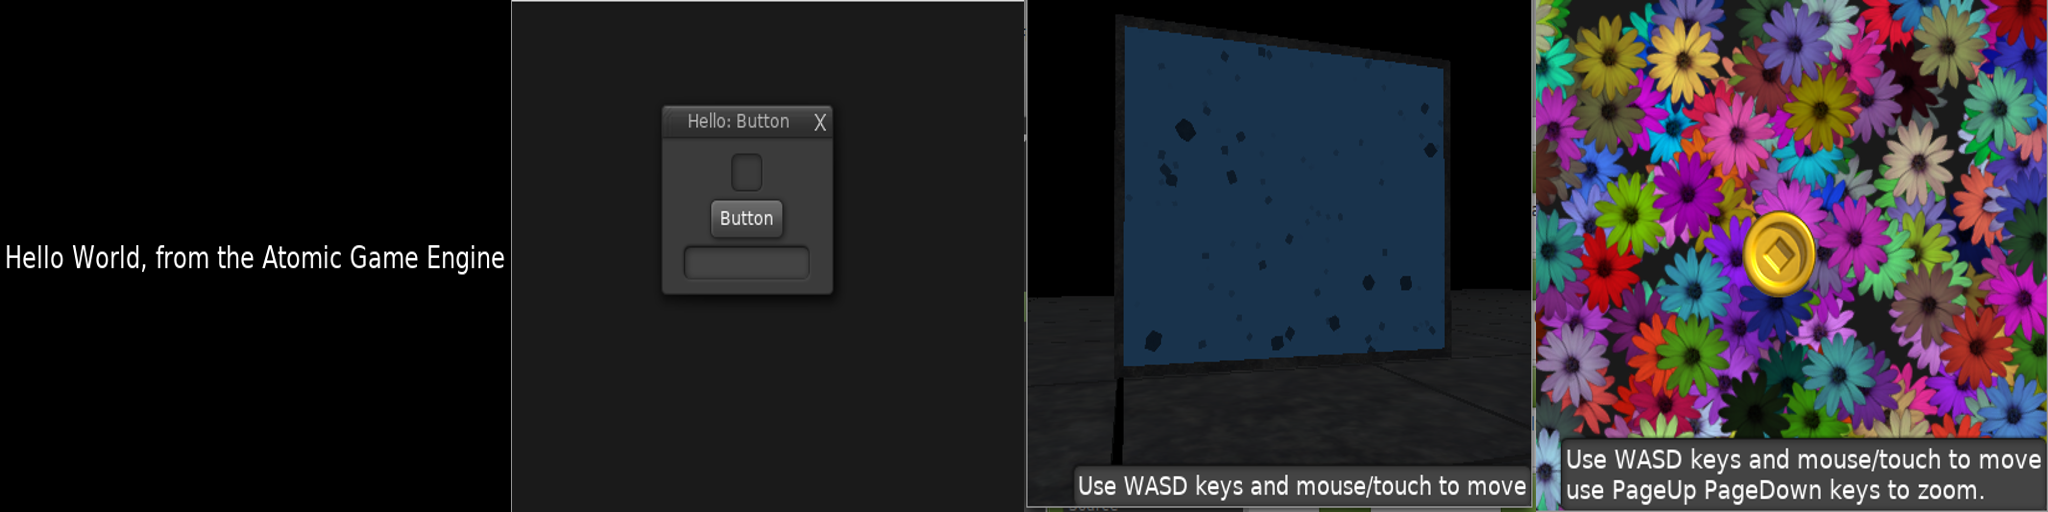 Hello World, from the Atomic Game Engine
Hello: Button X
Button
Use WASD keys and mouse/touch to move
Use WASD keys and mouse/touch to move
use PageUp PageDown keys to zoom.